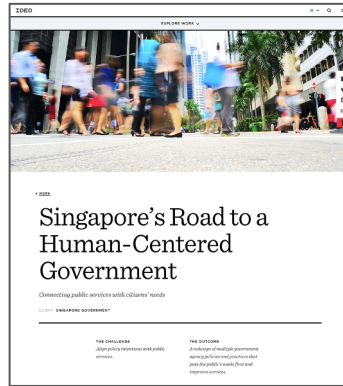 IDEO
EXPLORE WORK
WORK
Singapore's Road to a
Human-Centered
Government
Connecting public services with citizens' needs
CLIENT SINGAPORE GOVERNMENT
THE CHALLENGE
Align policy intentions with public
services.
THE OUTCOME
A redesign of multiple government
agency policies and practices that
puts the public's needs first and
improves services.